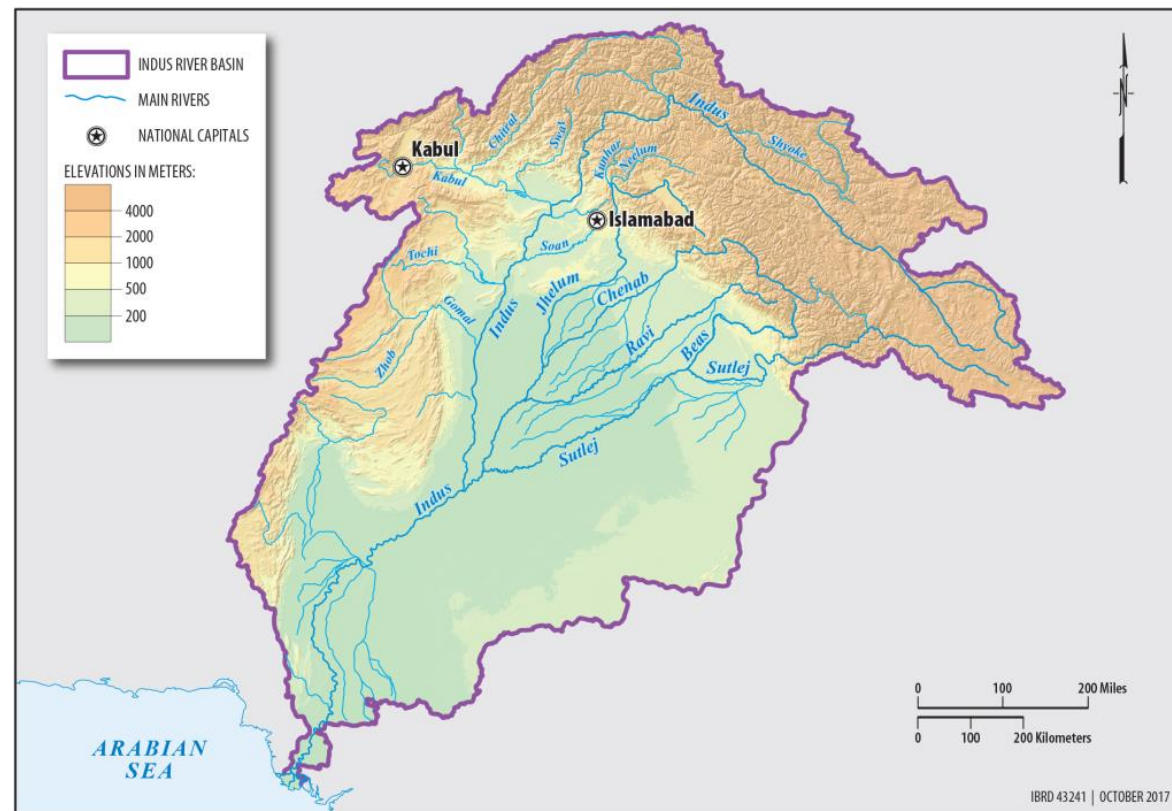 INDUS RIVER BASIN
MAIN RIVERS
NATIONAL CAPITALS
ELEVATIONS IN METERS:
4000
2000
1000
500
200
N
Indus
Shyoke
Chitral
Swat
Kunhar
Neelum
Kabul
Kabul
Islamabad
Soan
Tochi
Gomal
Zhob
Indus
Jhelum
Chenab
Ravi
Beas
Sutlej
Sutlej
Indus
ARABIAN
SEA
0 100 200 Miles
0 100 200 Kilometers
IBRD 43241 | OCTOBER 2017